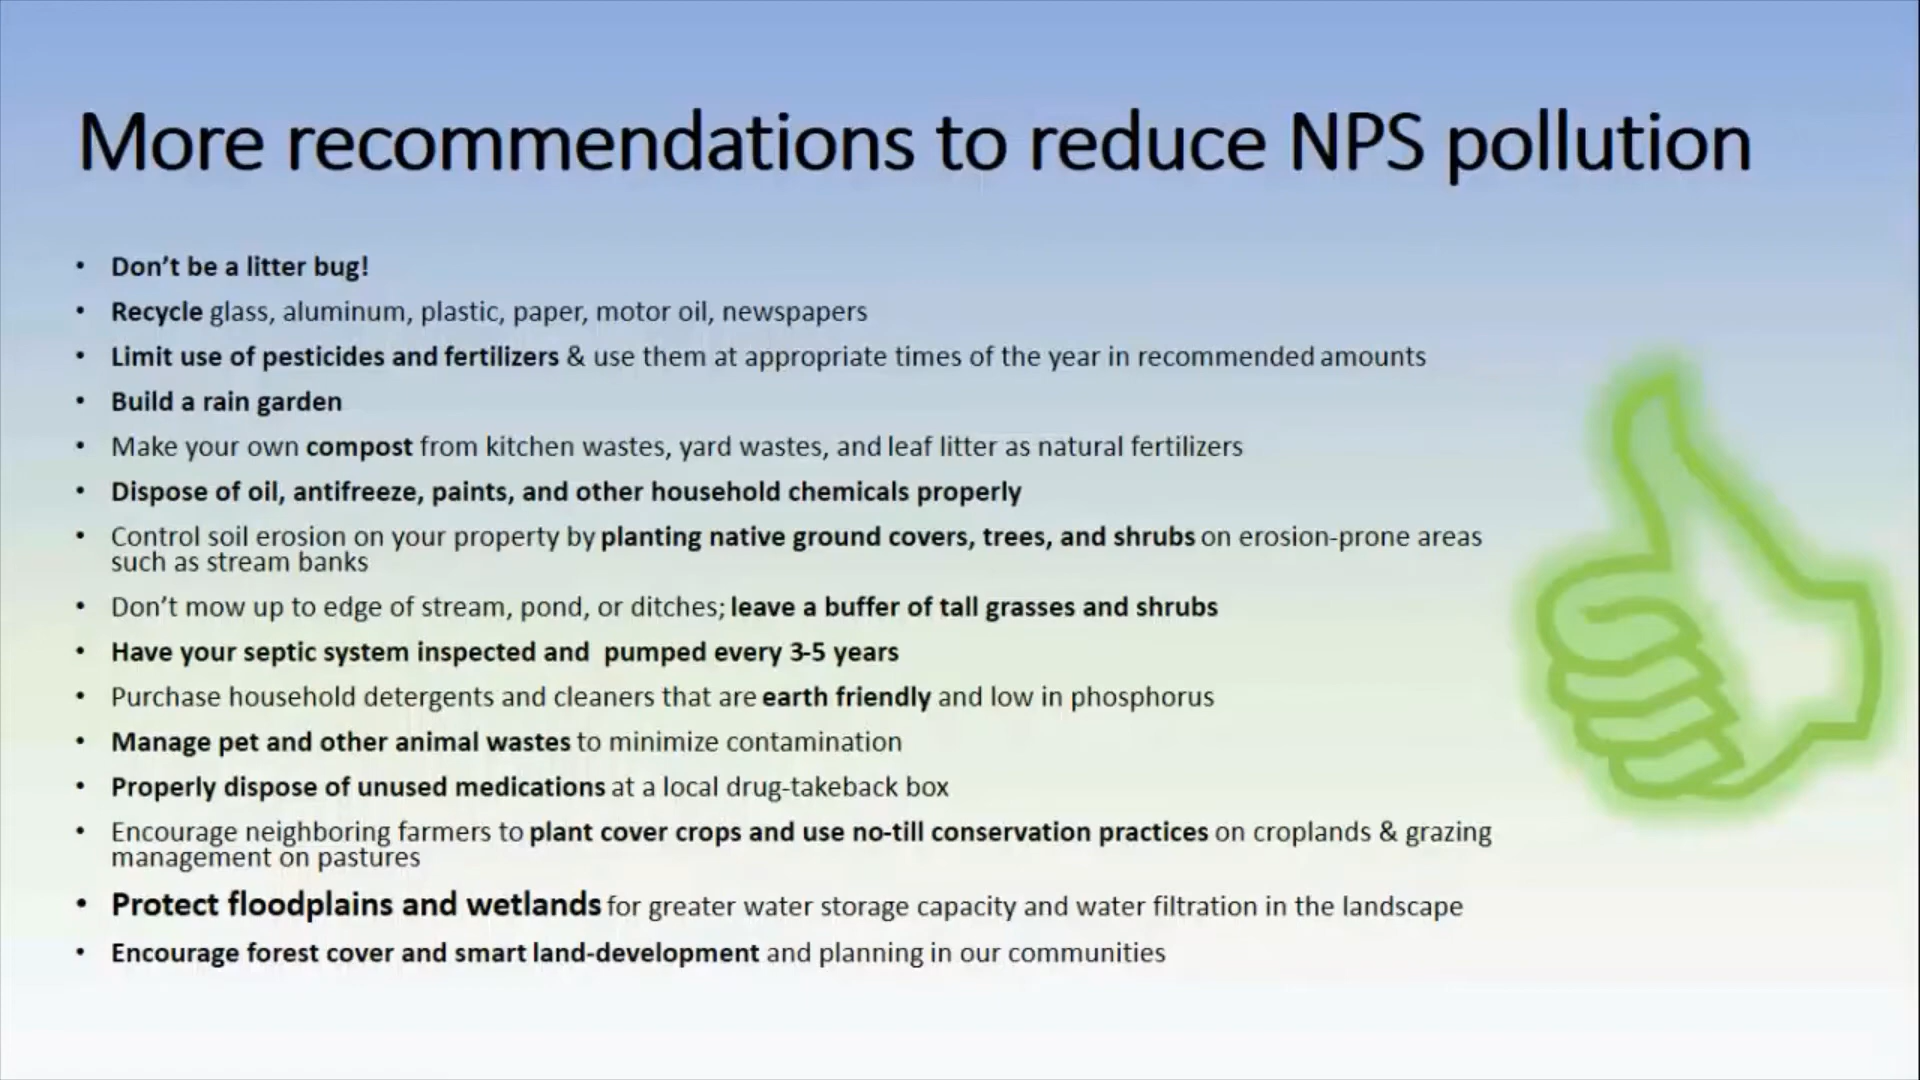 More recommendations to reduce NPS pollution
• Don't be a litter bug!
• Recycle glass, aluminum, plastic, paper, motor oil, newspapers
• Limit use of pesticides and fertilizers & use them at appropriate times of the year in recommended amounts
• Build a rain garden
• Make your own compost from kitchen wastes, yard wastes, and leaf litter as natural fertilizers
• Dispose of oil, antifreeze, paints, and other household chemicals properly
• Control soil erosion on your property by planting native ground covers, trees, and shrubs on erosion-prone areas
such as stream banks
• Don't mow up to edge of stream, pond, or ditches; leave a buffer of tall grasses and shrubs
• Have your septic system inspected and  pumped every 3-5 years
• Purchase household detergents and cleaners that are earth friendly and low in phosphorus
• Manage pet and other animal wastes to minimize contamination
• Properly dispose of unused medications at a local drug-takeback box
• Encourage neighboring farmers to plant cover crops and use no-till conservation practices on croplands & grazing
management on pastures
• Protect floodplains and wetlands for greater water storage capacity and water filtration in the landscape
• Encourage forest cover and smart land-development and planning in our communities